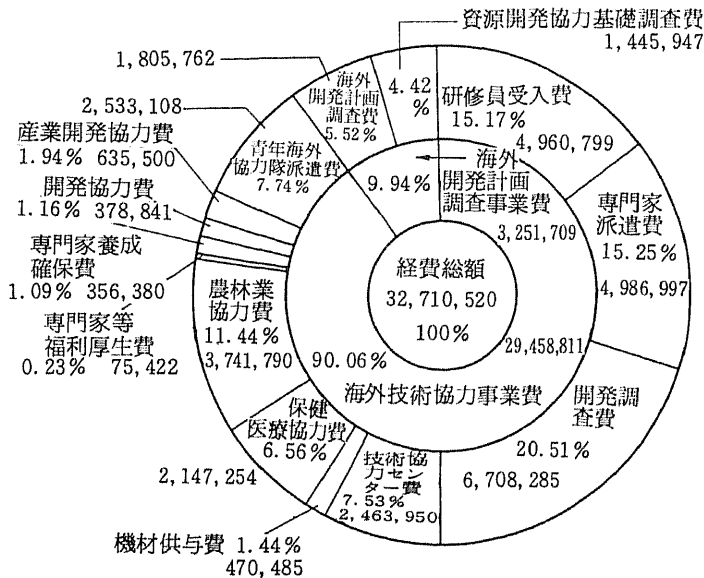 資源開発協力基礎調査費
1,445,947
1,805,762
海外
開発計画
調査費
5.52%
4.42
%
研修員受入費
15.17%
4,960,799
2,533,108
産業開発協力費
1.94% 635,500
青年海外
協力隊派遣費
7.74%
9.94%
海外
開発計画
調査事業費
3,251,709
開発協力費
1.16% 378,841
専門家
派遣費
15.25%
4,986,997
専門家養成
確保費
1.09% 356,380
経費総額
32,710,520
100%
農林業
協力費
11.44%
3,741,790
専門家等
福利厚生費
0.23% 75,422
90.06%
29,458,811
海外技術協力事業費
開発調
査費
20.51%
6,708,285
保健
医療協力費
6.56%
2,147,254
技術協
力セン
ター費
7.53%
2,463,950
機材供与費 1.44%
470,485